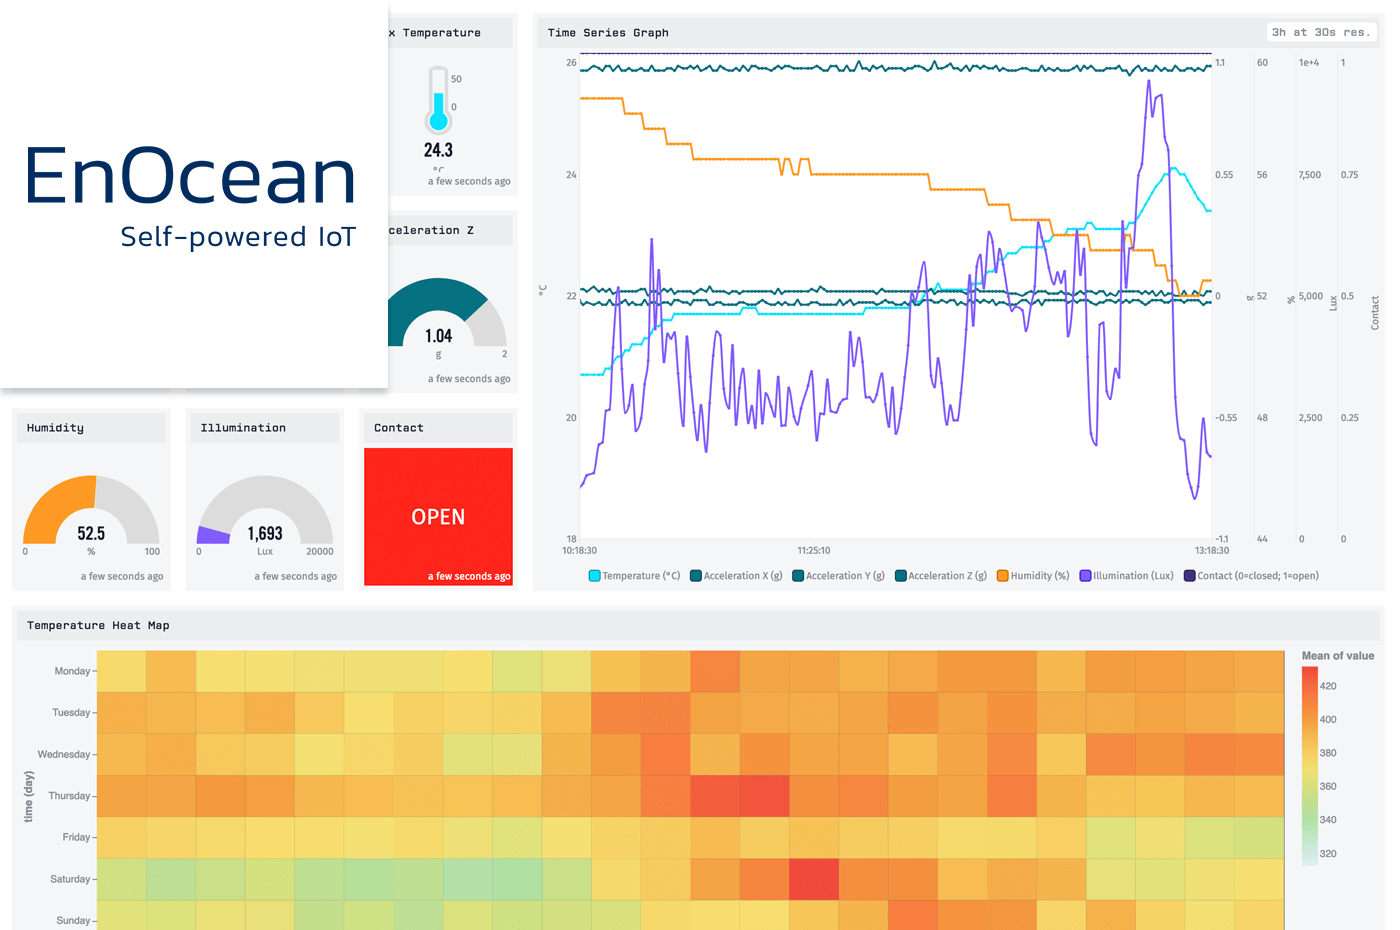 EnOcean
Self-powered IoT
x Temperature
50
0
24.3
°C
a few seconds ago
celeration Z
1.04
g
2
a few seconds ago
Humidity
52.5
0
%
100
a few seconds ago
Illumination
1,693
0
Lux
20000
a few seconds ago
Contact
OPEN
a few seconds ago
Time Series Graph
3h at 30s res.
26
24
22
20
18
°C
1.1
0.55
0
-0.55
-1.1
g
60
56
52
48
44
%
1e+4
7,500
5,000
2,500
0
Lux
1
0.75
0.5
0.25
0
Contact
10:18:30
11:25:10
13:18:30
Temperature (°C)
Acceleration X (g)
Acceleration Y (g)
Acceleration Z (g)
Humidity (%)
Illumination (Lux)
Contact (0=closed; 1=open)
Temperature Heat Map
time (day)
Monday
Tuesday
Wednesday
Thursday
Friday
Saturday
Sunday
Mean of value
420
400
380
360
340
320